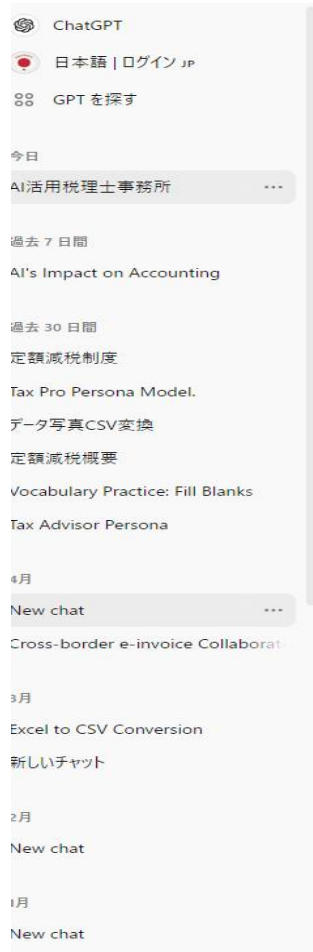 ChatGPT
日本語 | ログイン JP
GPT を探す
今日
AI活用税理士事務所
過去 7 日間
AI's Impact on Accounting
過去 30 日間
定額減税制度
Tax Pro Persona Model.
データ写真CSV変換
定額減税概要
Vocabulary Practice: Fill Blanks
Tax Advisor Persona
4月
New chat
Cross-border e-invoice Collaborat
3月
Excel to CSV Conversion
新しいチャット
2月
New chat
1月
New chat